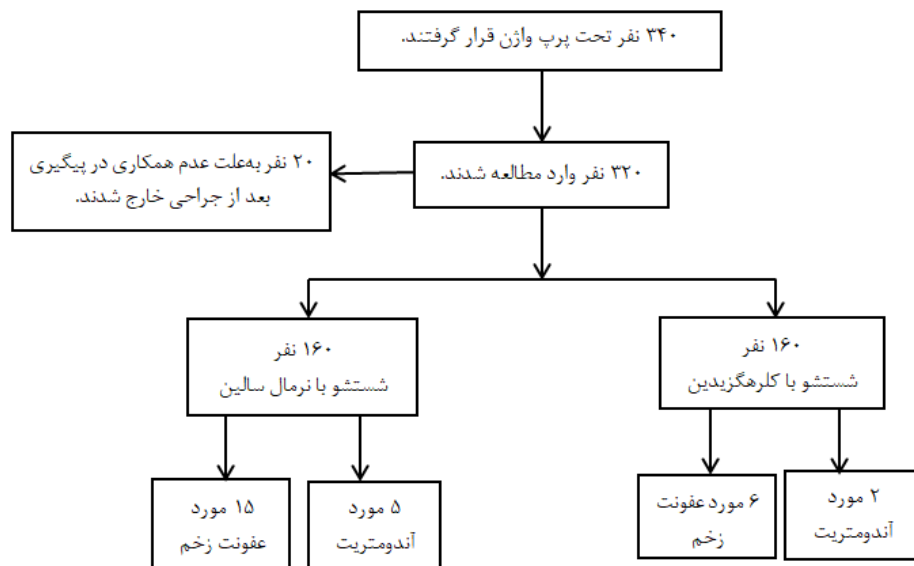 ۳۴۰ نفر تحت پرپ واژن قرار گرفتند.
۳۲۰ نفر وارد مطالعه شدند.
۲۰ نفر به‌علت عدم همکاری در پیگیری
بعد از جراحی خارج شدند.
۱۶۰ نفر
شستشو با کلرهگزیدین
۱۶۰ نفر
شستشو با نرمال سالین
۲ مورد
آندومتریت
۶ مورد عفونت
زخم
۵ مورد
آندومتریت
۱۵ مورد
عفونت زخم